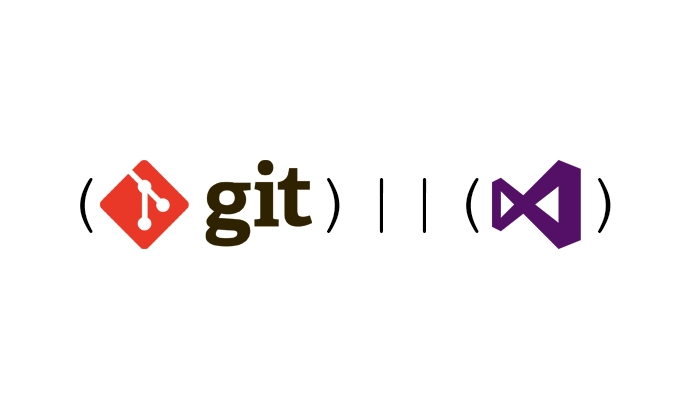 ( git ) | | ( )